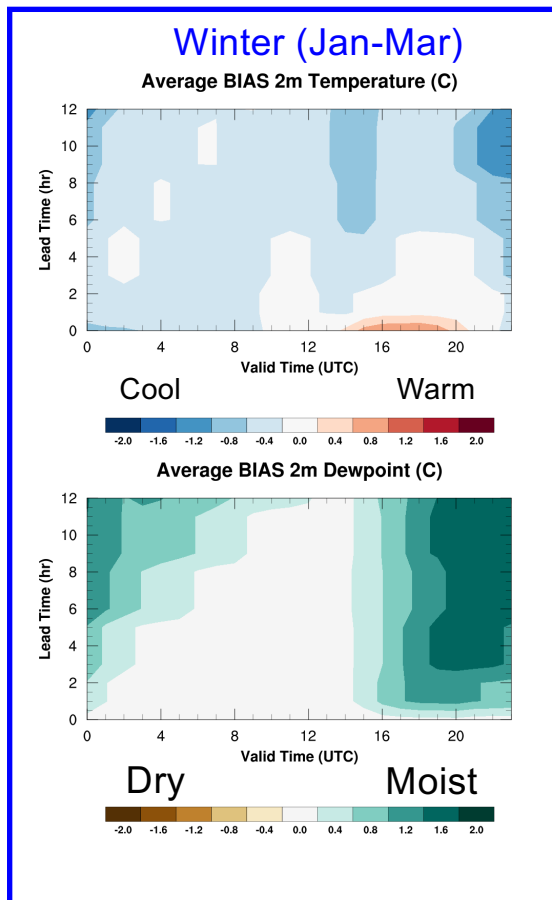 Winter (Jan-Mar)
Average BIAS 2m Temperature (C)
12
10
8
6
4
2
0
Lead Time (hr)
0 4 8 12 16 20
Valid Time (UTC)
Cool Warm
-2.0 -1.6 -1.2 -0.8 -0.4 0.0 0.4 0.8 1.2 1.6 2.0
Average BIAS 2m Dewpoint (C)
12
10
8
6
4
2
0
Lead Time (hr)
0 4 8 12 16 20
Valid Time (UTC)
Dry Moist
-2.0 -1.6 -1.2 -0.8 -0.4 0.0 0.4 0.8 1.2 1.6 2.0